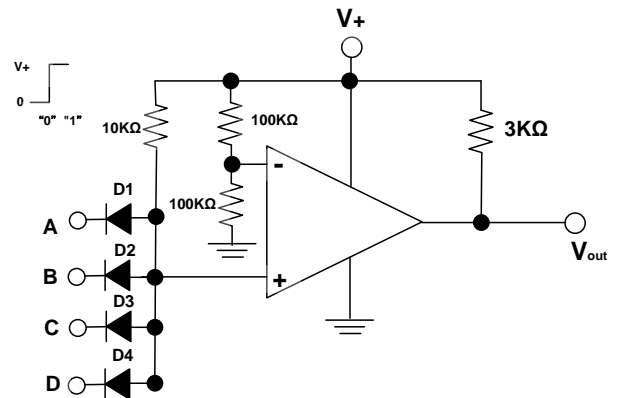 V+
V+
0
"0" "1"
10KΩ
100KΩ
3KΩ
-
100KΩ
D1
A
D2
B
+
Vout
D3
C
D4
D